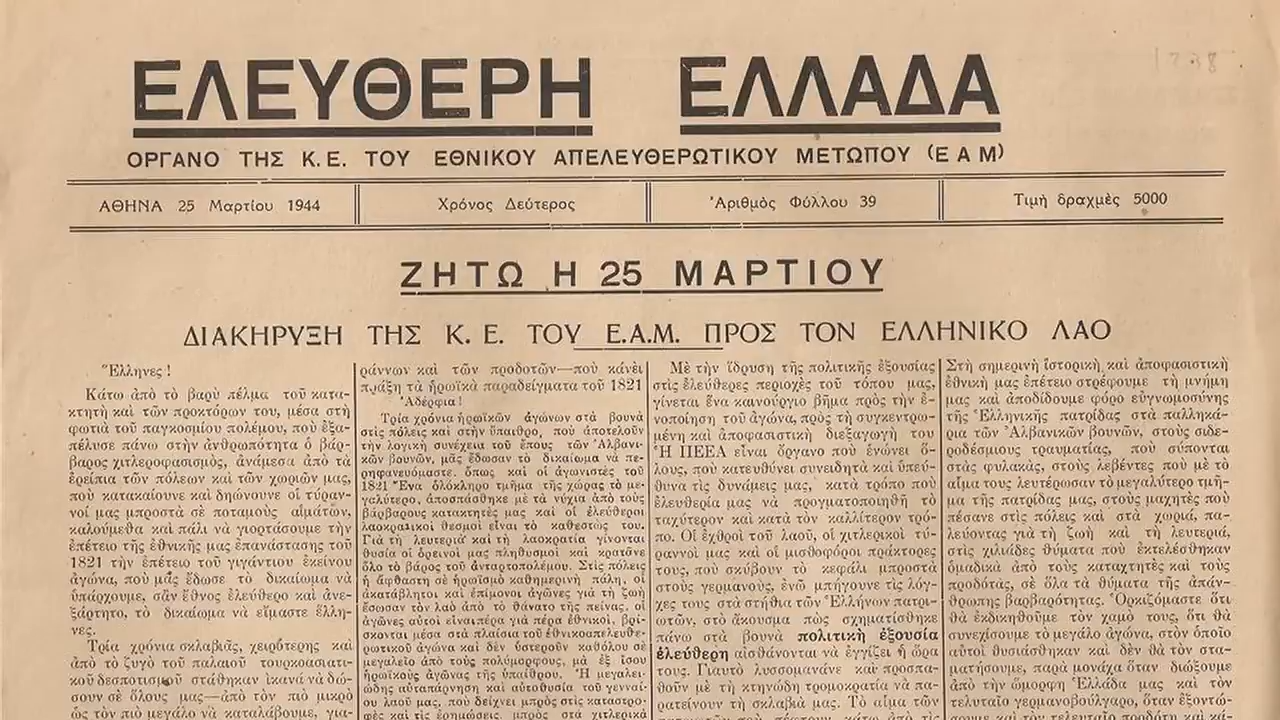 ΕΛΕΥΘΕΡΗ ΕΛΛΑΔΑ
ΟΡΓΑΝΟ ΤΗΣ Κ.Ε. ΤΟΥ ΕΘΝΙΚΟΥ ΑΠΕΛΕΥΘΕΡΩΤΙΚΟΥ ΜΕΤΩΠΟΥ (ΕΑΜ)
ΑΘΗΝΑ 25 Μαρτίου 1944
Χρόνος Δεύτερος
Ἀριθμὸς Φύλλου 39
Τιμὴ δραχμὲς 5000
ΖΗΤΩ Η 25 ΜΑΡΤΙΟΥ
ΔΙΑΚΗΡΥΞΗ ΤΗΣ Κ. Ε. ΤΟΥ Ε.Α.Μ. ΠΡΟΣ ΤΟΝ ΕΛΛΗΝΙΚΟ ΛΑΟ
Ἕλληνες !
Κάτω ἀπὸ τὸ βαρὺ πέλμα τοῦ κατα-
κτητῆ καὶ τῶν προκτόρων του, μέσα στὴ
φωτιὰ τοῦ παγκοσμίου πολέμου, ποὺ ἐξα-
πέλυσε πάνω στὴν ἀνθρωπότητα ὁ βάρ-
βαρος χιτλεροφασισμός, ἀνάμεσα ἀπὸ τὰ
ἐρείπια τῶν πόλεων καὶ τῶν χωριῶν μας,
ποὺ κατακαίουνε καὶ δηώνουνε οἱ τύραν-
νοί μας μπροστὰ σὲ ποταμοὺς αἱμάτων,
καλούμεθα καὶ πάλι νὰ γιορτάσουμε τὴν
ἐπέτειο τῆς ἐθνικῆς μας ἐπανάστασης τοῦ
1821 τὴν ἐπέτειο τοῦ γιγάντιου ἐκείνου
ἀγώνα, ποὺ μᾶς ἔδωσε τὸ δικαίωμα νὰ
ὑπάρχουμε, σὰν ἔθνος ἐλεύθερο καὶ ἀνε-
ξάρτητο, τὸ δικαίωμα νὰ εἴμαστε ἕλλη-
νες.
Τρία χρόνια σκλαβιᾶς, χειρότερης καὶ
ἀπὸ τὸ ζυγὸ τοῦ παλαιοῦ τουρκοασιατι-
κοῦ δεσποτισμοῦ στάθηκαν ἱκανὰ νὰ δώ-
σουν σὲ ὅλους μας—ἀπὸ τὸν πιὸ μικρὸ
ὡς τὸν πιὸ μεγάλο νὰ καταλάβουμε, για-
ράννων καὶ τῶν προδοτῶν—ποὺ κάνει
πράξη τὰ ἡρωϊκὰ παραδείγματα τοῦ 1821
Ἀδέρφια!
Τρία χρόνια ἡρωϊκῶν ἀγώνων στὰ βουνὰ
στὶς πόλεις καὶ στὴν ὕπαιθρο, ποὺ ἀποτελοῦν
τὴν λογικὴ συνέχεια τοῦ ἔπους τῶν Ἀλβανι-
κῶν βουνῶν, μᾶς ἔδωσαν τὸ δικαίωμα νὰ πε-
ρηφανευόμαστε, ὅπως καὶ οἱ ἀγωνιστὲς τοῦ
1821 Ἕνα ὁλόκληρο τμῆμα τῆς χώρας τὸ με-
γαλύτερο, ἀποσπάσθηκε μὲ τὰ νύχια ἀπὸ τοὺς
βάρβαρους κατακτητές μας καὶ οἱ ἐλεύθεροι
λαοκρατικοὶ θεσμοὶ εἶναι τὸ καθεστώς του.
Γιὰ τὴ λευτεριὰ καὶ τὴ λαοκρατία γίνονται
θυσία οἱ ὀρεινοί μας πληθυσμοὶ καὶ κρατᾶνε
ὅλο τὸ βάρος τοῦ ἀνταρτοπολέμου. Στὶς πόλεις
ἡ ἄφθαστη σὲ ἡρωϊσμὸ καθημερινὴ πάλη, οἱ
ἀκατάβλητοι καὶ ἐπίμονοι ἀγῶνες γιὰ τὴ ζωὴ
ἔσωσαν τὸν λαὸ ἀπὸ τὸ θάνατο τῆς πείνας, οἱ
ἀγῶνες αὐτοὶ εἶναι πέρα γιὰ πέρα ἐθνικοί, βρί-
σκονται μέσα στὰ πλαίσια τοῦ ἐθνικοαπελευθε-
ρωτικοῦ ἀγώνα καὶ δὲν ὑστεροῦν καθόλου σὲ
μεγαλεῖο ἀπὸ τοὺς πολύμορφους, μὰ ἐξ ἴσου
ἡρωϊκοὺς ἀγῶνας τῆς ὑπαίθρου. Ἡ μεγαλει-
ώδης αὐταπάρνηση καὶ αὐτοθυσία τοῦ γενναί-
ου λαοῦ μας, ποὺ δείχνει μπρὸς στὶς καταστρο-
φὲς καὶ τὶς ἐρημώσεις, μπρὸς στὰ χιτλερικὰ
Μὲ τὴν ἵδρυση τῆς πολιτικῆς ἐξουσίας
στὶς ἐλεύθερες περιοχὲς τοῦ τόπου μας,
γίνεται ἕνα καινούργιο βῆμα πρὸς τὴν ἑ-
νοποίηση τοῦ ἀγώνα, πρὸς τὴ συγκεντρω-
μένη καὶ ἀποφασιστικὴ διεξαγωγὴ του
Ἡ ΠΕΕΑ εἶναι ὄργανο ποὺ ἑνώνει ὅ-
λους, ποὺ κατευθύνει συνειδητὰ καὶ ὑπεύ-
θυνα τὶς δυνάμεις μας, κατὰ τρόπο ποὺ
ἐλευθερία μας νὰ πργματοποιηθῆ τὸ
ταχύτερον καὶ κατὰ τὸν καλλίτερον τρό-
πο. Οἱ ἐχθροὶ τοῦ λαοῦ, οἱ χιτλερικοὶ τύ-
ραννοί μας καὶ οἱ μισθοφόροι πράκτορες
τους, ποὺ σκύβουν τὸ κεφάλι μπροστὰ
στοὺς γερμανούς, ἐνῶ μπήγουνε τὶς λόγ-
χες τους στὰ στήθια τῶν Ἑλλήνων πατρι-
ωτῶν, στὸ ἄκουσμα πὼς σχηματίσθηκε
πάνω στὰ βουνὰ πολιτικὴ ἐξουσία
ἐλεύθερη αἰσθάνονται νὰ ἐγγίζει ἡ ὥρα
τους. Γιαυτὸ λυσσομανάνε καὶ προσπα-
θοῦν μὲ τὴ κτηνώδη τρομοκρατία νὰ πα-
ρατείνουν τὴ σκλαβιά μας. Τὸ αἷμα τῶν
Στὴ σημερινὴ ἱστορικὴ καὶ ἀποφασιστικὴ
ἐθνική μας ἐπέτειο στρέφουμε τὴ μνήμη
μας καὶ ἀποδίδουμε φόρο εὐγνωμοσύνης
τῆς Ἑλληνικῆς πατρίδας στὰ παλληκά-
ρια τῶν Ἀλβανικῶν βουνῶν, στοὺς σιδε-
ροδέσμιους τραυματίας, ποὺ σύπονται
στὰς φυλακάς, στοὺς λεβέντες ποὺ μὲ τὸ
αἷμα τους λευτέρωσαν τὸ μεγαλύτερο τμῆ-
μα τῆς πατρίδας μας, στοὺς μαχητὲς ποὺ
πέσανε στὶς πόλεις καὶ στὰ χωριά, πα-
λεύοντας γιὰ τὴ ζωὴ καὶ τὴ λευτεριά,
στὶς χιλιάδες θύματα ποὺ ἐκτελέσθηκαν
ὁμαδικὰ ἀπὸ τοὺς καταχτητὲς καὶ τοὺς
προδότας, σὲ ὅλα τὰ θύματα τῆς ἀπάν-
θρωπης βαρβαρότητας. Ὁρκιζόμαστε ὅτι
θὰ ἐκδικηθοῦμε τὸν χαμό τους, ὅτι θὰ
συνεχίσουμε τὸ μεγάλο ἀγώνα, στὸν ὁποῖο
αὐτοὶ θυσιάσθηκαν καὶ δὲν θὰ τὸν στα-
ματήσουμε, παρὰ μονάχα ὅταν διώξουμε
ἀπὸ τὴν ὤμορφη Ἑλλάδα μας καὶ τὸν
τελευταῖο γερμανοβούλγαρο, ὅταν ἐξοντώ-